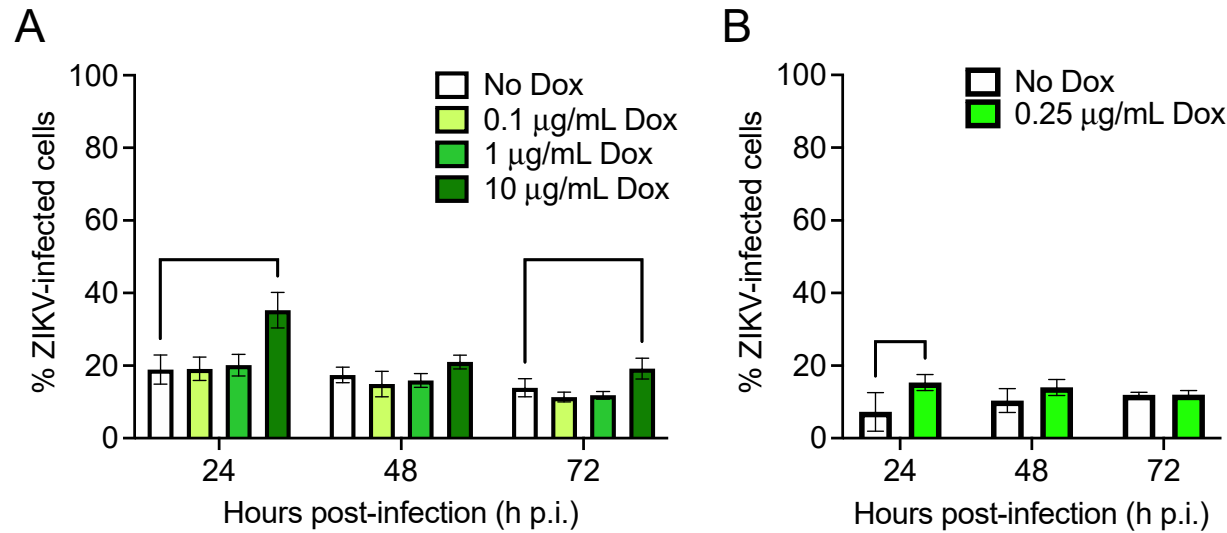 A
% ZIKV-infected cells
100
80
60
40
20
0
No Dox
0.1 μg/mL Dox
1 μg/mL Dox
10 μg/mL Dox
24
48
72
Hours post-infection (h p.i.)
B
% ZIKV-infected cells
100
80
60
40
20
0
No Dox
0.25 μg/mL Dox
24
48
72
Hours post-infection (h p.i.)